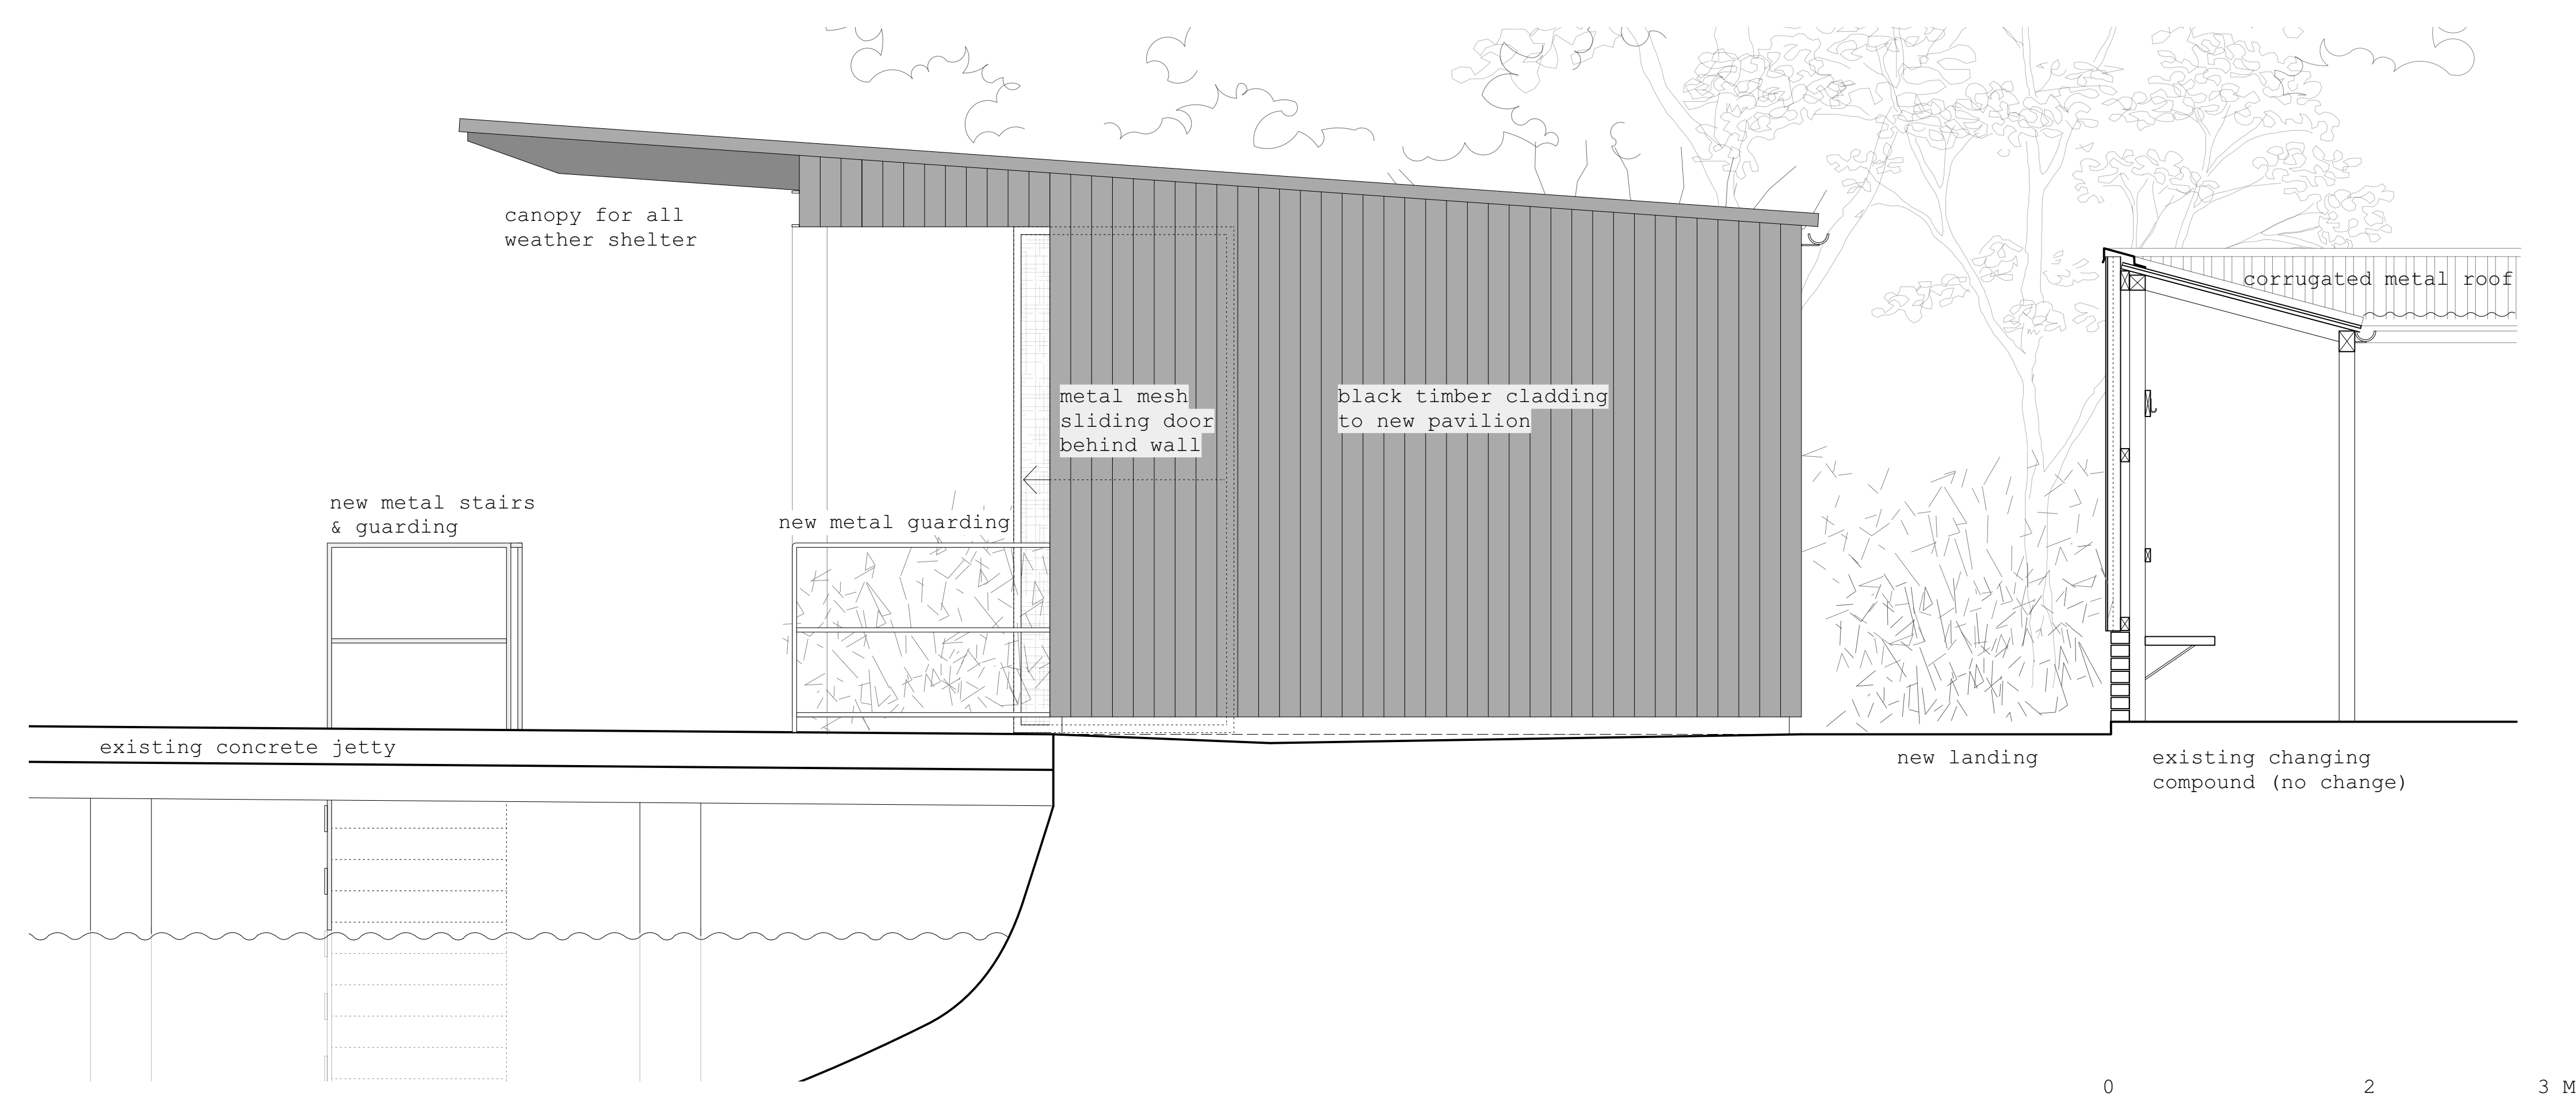 canopy for all
weather shelter
corrugated metal roof
metal mesh
sliding door
behind wall
black timber cladding
to new pavilion
new metal stairs
& guarding
new metal guarding
existing concrete jetty
new landing
existing changing
compound (no change)
0 2 3 M